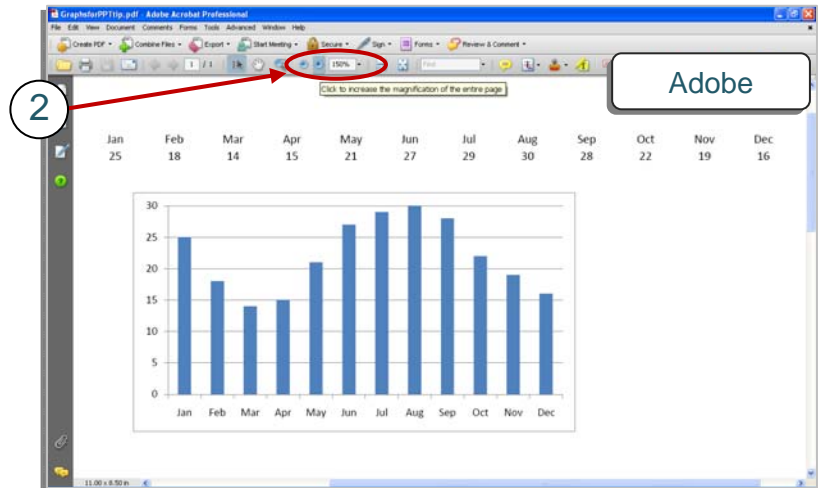 GraphsforPPTtip.pdf - Adobe Acrobat Professional
File Edit View Document Comments Forms Tools Advanced Window Help
Create PDF Combine Files Export Start Meeting Secure Sign Forms Review & Comment
1 / 1 150% Find
Adobe
2
Click to increase the magnification of the entire page
Jan Feb Mar Apr May Jun Jul Aug Sep Oct Nov Dec
25 18 14 15 21 27 29 30 28 22 19 16
30
25
20
15
10
5
0
Jan Feb Mar Apr May Jun Jul Aug Sep Oct Nov Dec
11.00 x 8.50 in